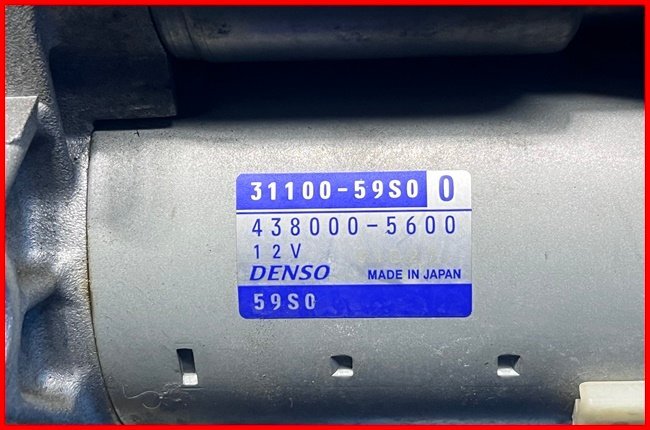 31100-59S0 0
438000-5600
12V
DENSO MADE IN JAPAN
59S0